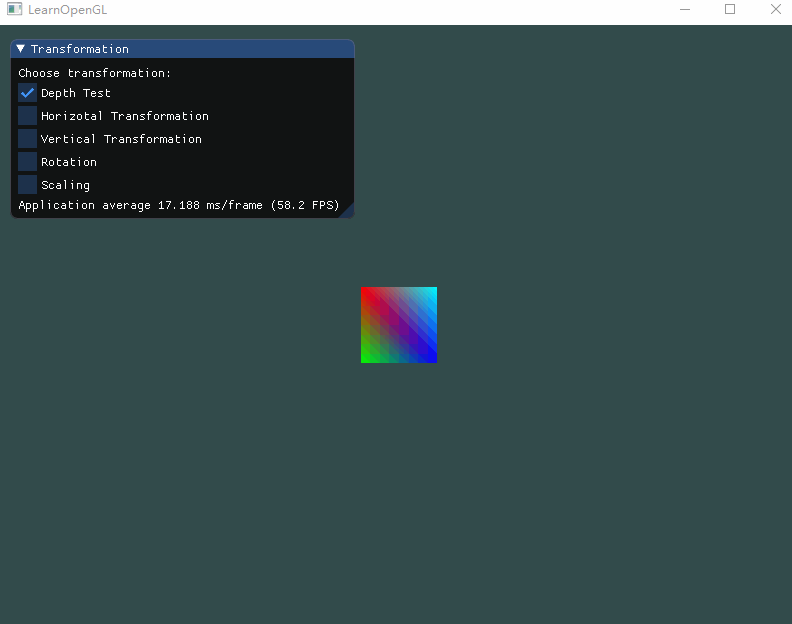 LearnOpenGL
Transformation
Choose transformation:
Depth Test
Horizotal Transformation
Vertical Transformation
Rotation
Scaling
Application average 17.188 ms/frame (58.2 FPS)